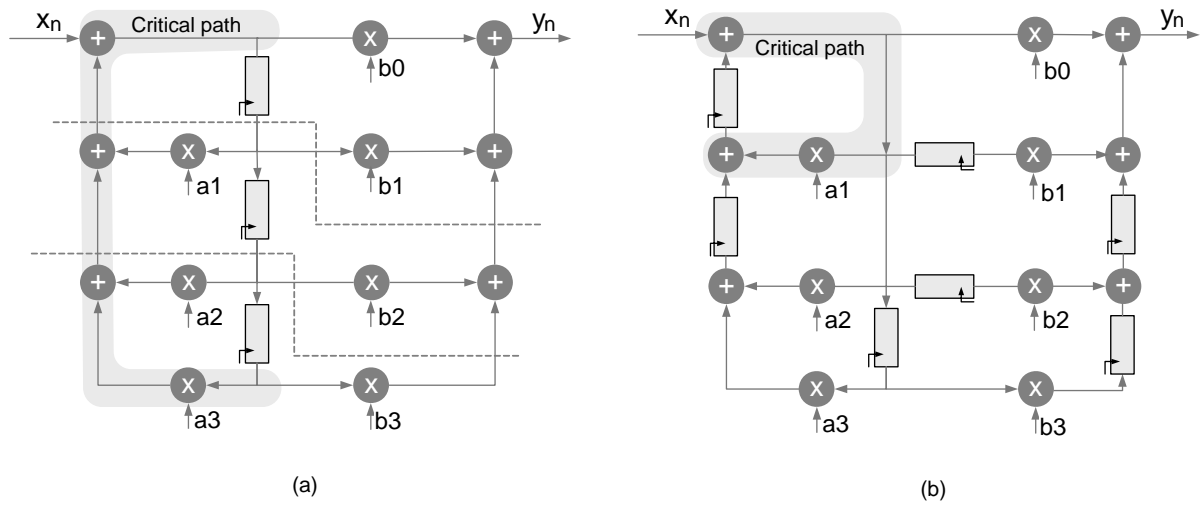 xn Critical path yn
+ x +
b0
+ x x +
a1 b1
+ x x +
a2 b2
x x
a3 b3
(a)
xn yn
+ x +
Critical path
b0
+ x x +
a1 b1
+ x x +
a2 b2
x x
a3 b3
(b)